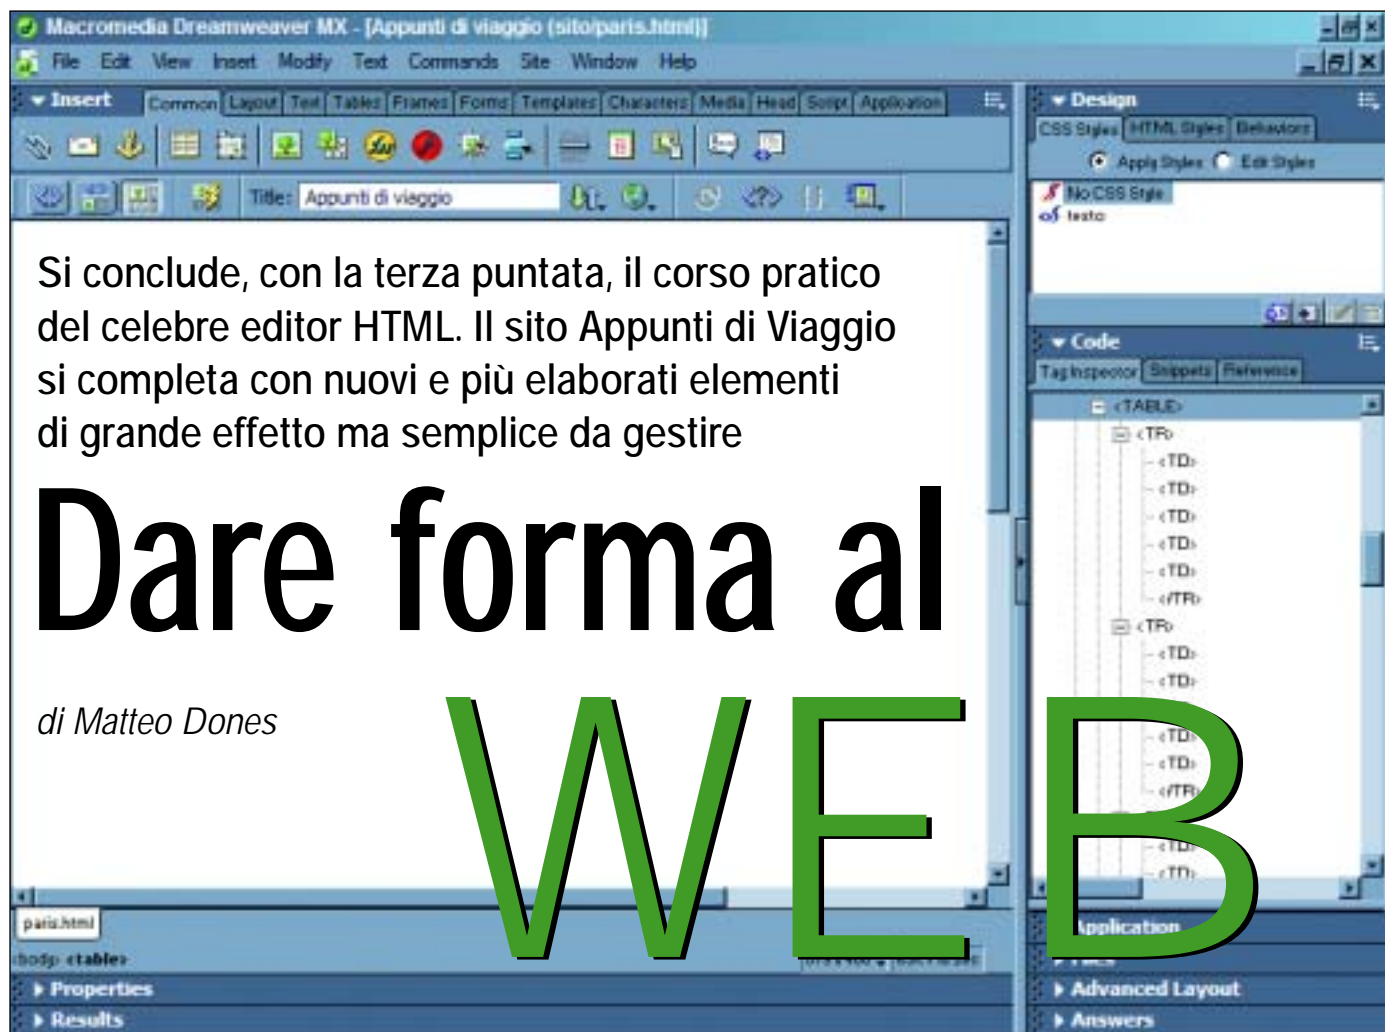 Macromedia Dreamweaver MX - [Appunti di viaggio (sito/paris.html)]
File Edit View Insert Modify Text Commands Site Window Help
Insert Common Layout Text Tables Frames Forms Templates Characters Media Head Script Application
Title: Appunti di viaggio
Si conclude, con la terza puntata, il corso pratico
del celebre editor HTML. Il sito Appunti di Viaggio
si completa con nuovi e più elaborati elementi
di grande effetto ma semplice da gestire
Dare forma al
WEB
di Matteo Dones
paris.html
<body> <table>
Properties
Results
Design
CSS Styles HTML Styles Behaviors
Apply Styles Edit Styles
No CSS Style
testo
Code
Tag Inspector Snippets Reference
<TABLE>
<TR>
<TD>
<TD>
<TD>
<TD>
<TD>
</TR>
<TR>
<TD>
<TD>
<TD>
<TD>
</TR>
<TD>
<TD>
Application
Advanced Layout
Answers